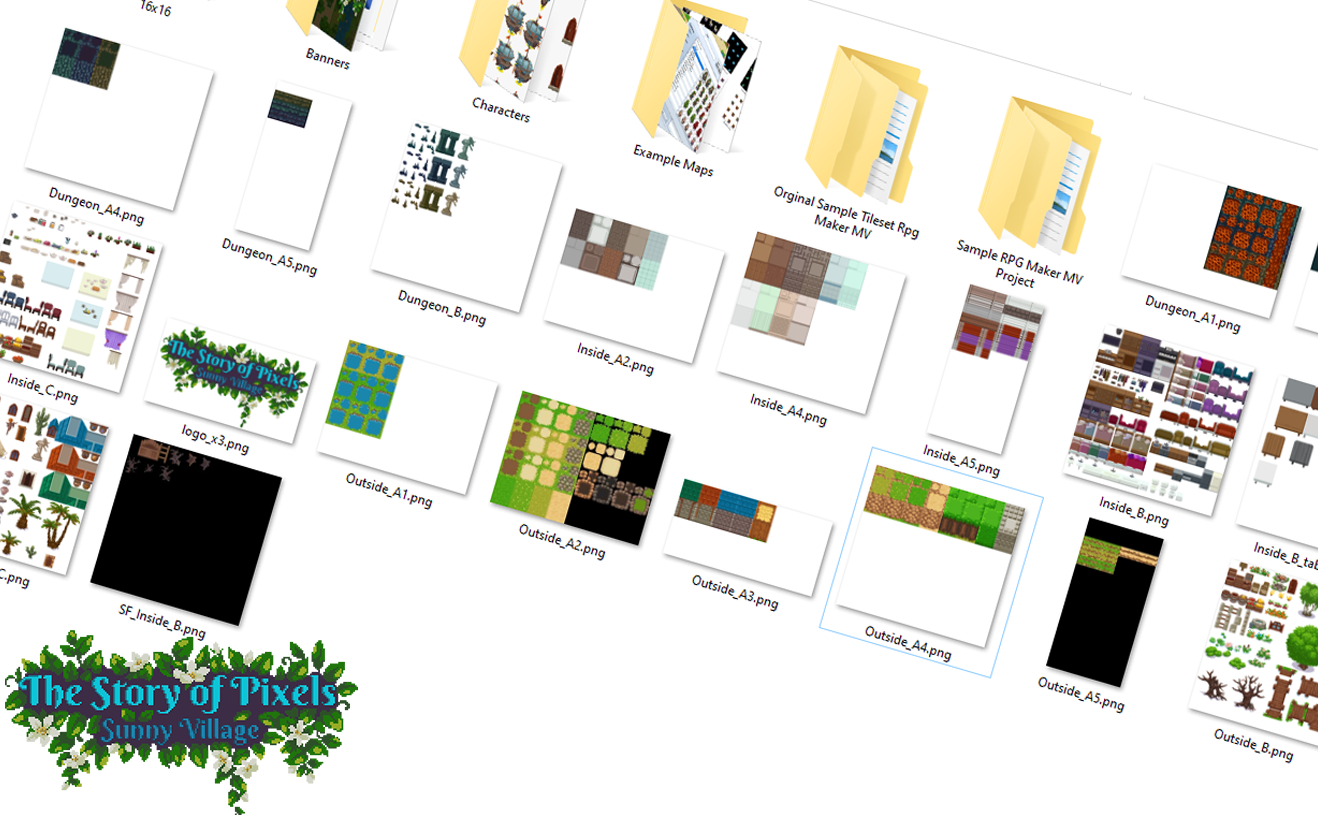 16x16
Banners
Characters
Example Maps
Orginal Sample Tileset Rpg
Maker MV
Sample RPG Maker MV
Project
Dungeon_A1.png
Dungeon_A4.png
Dungeon_A5.png
Dungeon_B.png
Inside_A2.png
Inside_A4.png
Inside_A5.png
Inside_B.png
Inside_B_tab
Inside_C.png
The Story of Pixels
Sunny Village
logo_x3.png
Outside_A1.png
Outside_A2.png
Outside_A3.png
Outside_A4.png
Outside_A5.png
Outside_B.png
C.png
SF_Inside_B.png
The Story of Pixels
Sunny Village